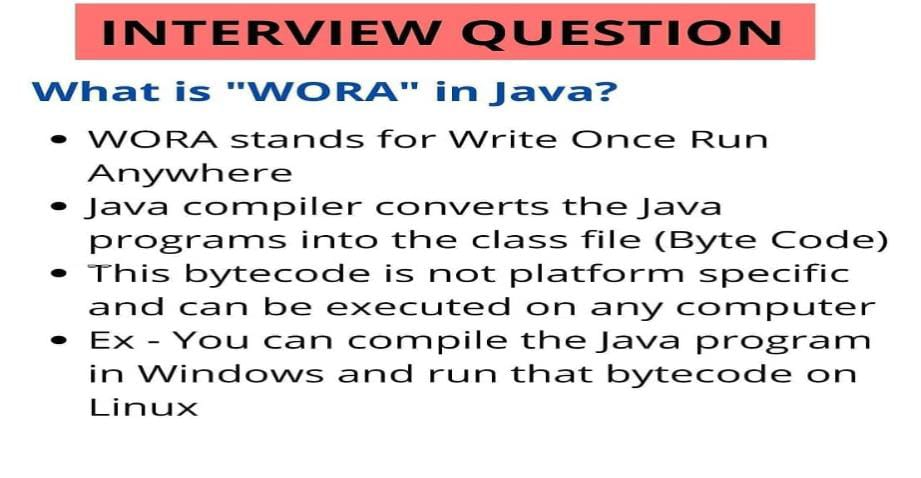 INTERVIEW QUESTION
What is "WORA" in Java?
• WORA stands for Write Once Run
Anywhere
• Java compiler converts the Java
programs into the class file (Byte Code)
• This bytecode is not platform specific
and can be executed on any computer
• Ex - You can compile the Java program
in Windows and run that bytecode on
Linux